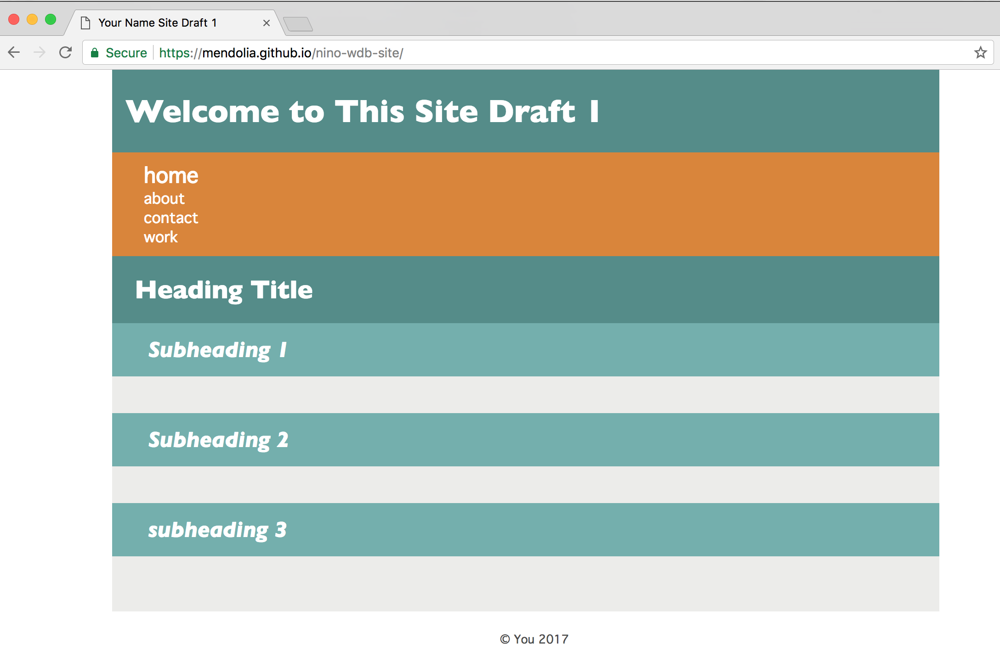 Your Name Site Draft 1
Secure https://mendolia.github.io/nino-wdb-site/
Welcome to This Site Draft 1
home
about
contact
work
Heading Title
Subheading 1
Subheading 2
subheading 3
© You 2017